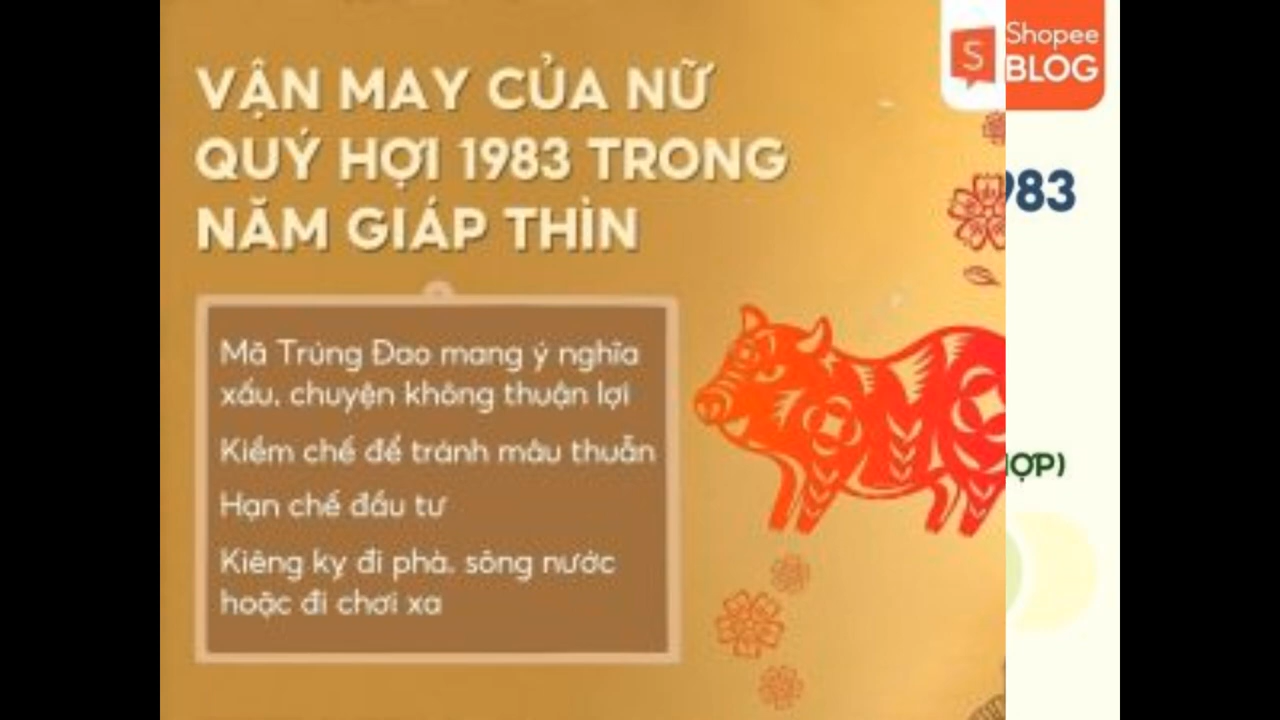 Shopee
BLOG
VẬN MAY CỦA NỮ
QUÝ HỢI 1983 TRONG
NĂM GIÁP THÌN
Mã Trùng Đao mang ý nghĩa
xấu, chuyện không thuận lợi
Kiềm chế để tránh mâu thuẫn
Hạn chế đầu tư
Kiêng kỵ đi phà, sông nước
hoặc đi chơi xa
983
ỢP)